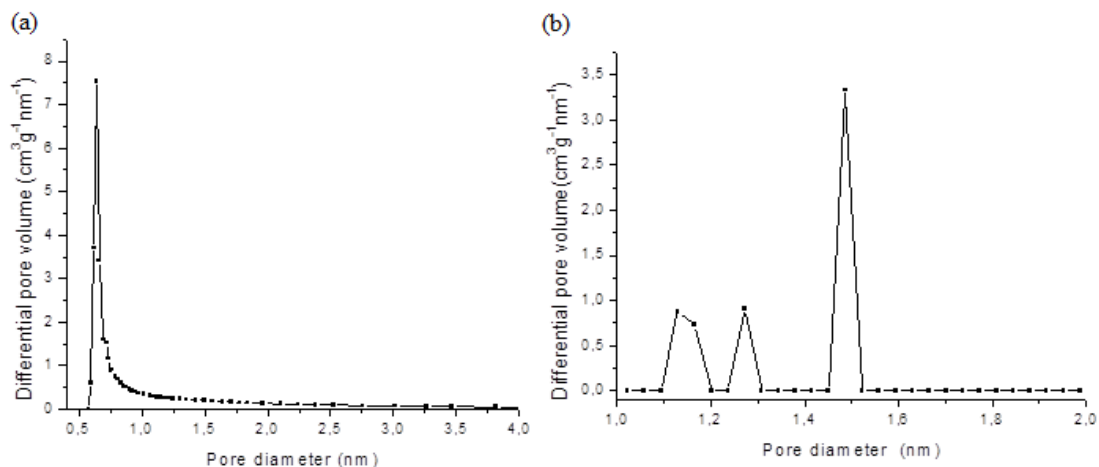 (a)
Differential pore volume (cm³g⁻¹nm⁻¹)
8
7
6
5
4
3
2
1
0
0,5 1,0 1,5 2,0 2,5 3,0 3,5 4,0
Pore diameter (nm)
(b)
Differential pore volume(cm³g⁻¹nm⁻¹)
3,5
3,0
2,5
2,0
1,5
1,0
0,5
0,0
1,0 1,2 1,4 1,6 1,8 2,0
Pore diameter (nm)